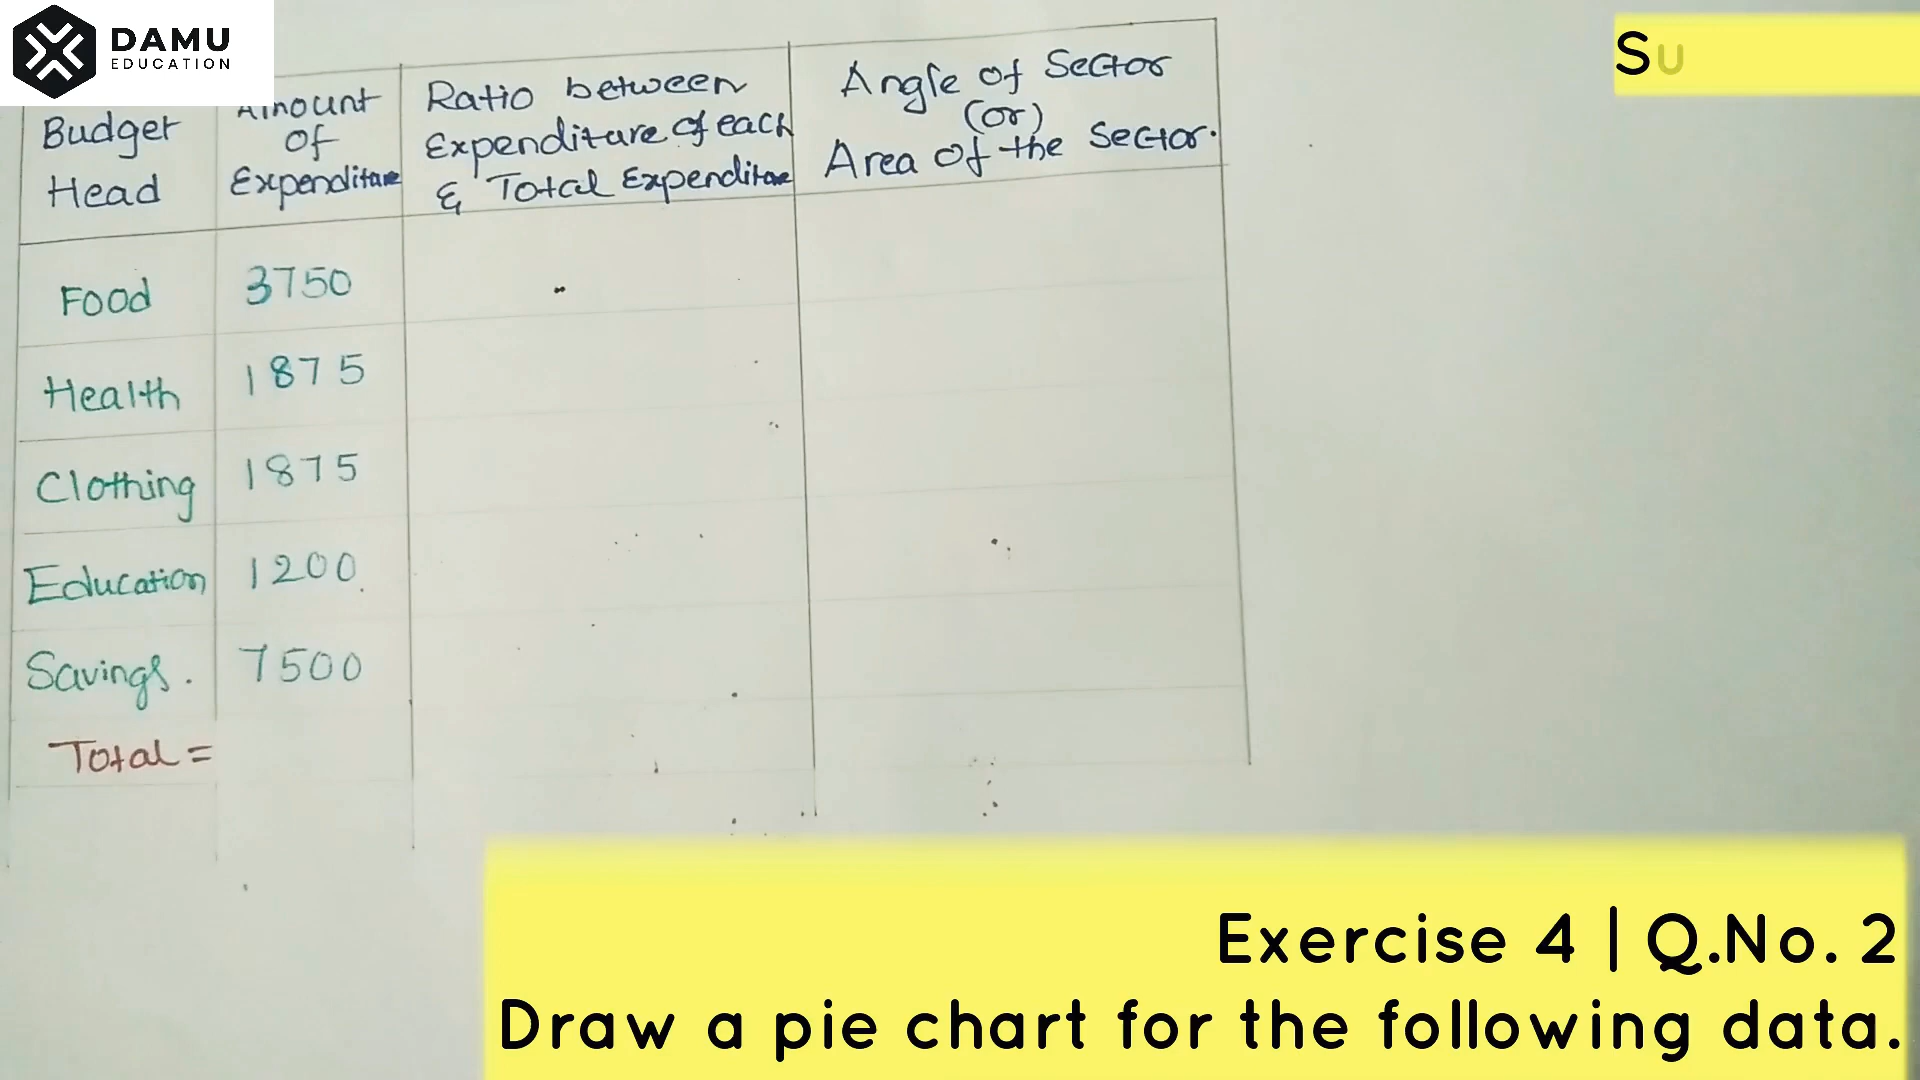 DAMU
EDUCATION
Su
Budget
Head
Amount
Of
Expenditure
Ratio between
Expenditure of each
& Total Expenditure
Angle of Sector
(or)
Area of the Sector.
Food 3750
Health 1875
Clothing 1875
Education 1200
Savings. 7500
Total =
Exercise 4 | Q.No. 2
Draw a pie chart for the following data.